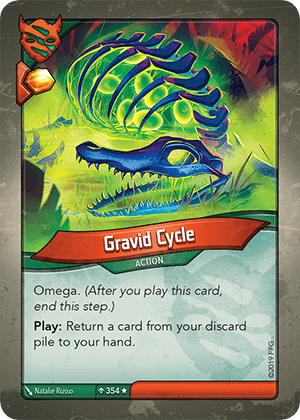 Gravid Cycle
ACTION
Omega. (After you play this card,
end this step.)
Play: Return a card from your discard
pile to your hand.
©2019 FFG
Natalie Russo
354